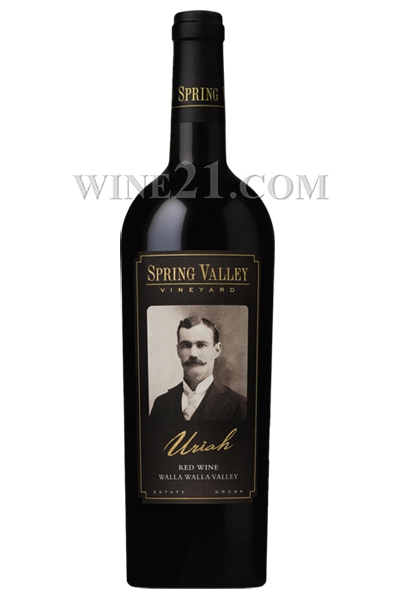 SPRING V
WINE21.COM
SPRING VALLEY
VINEYARD
Uriah
RED WINE
WALLA WALLA VALLEY
ESTATE GROWN